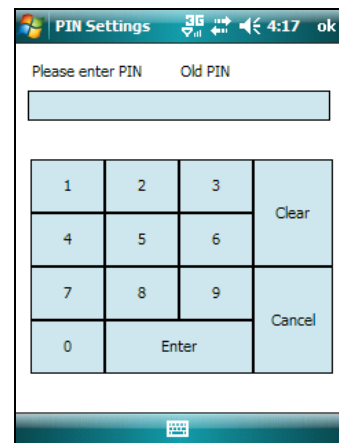 PIN Settings 3G 4:17 ok
Please enter PIN Old PIN
1 2 3
Clear
4 5 6
7 8 9
Cancel
0 Enter